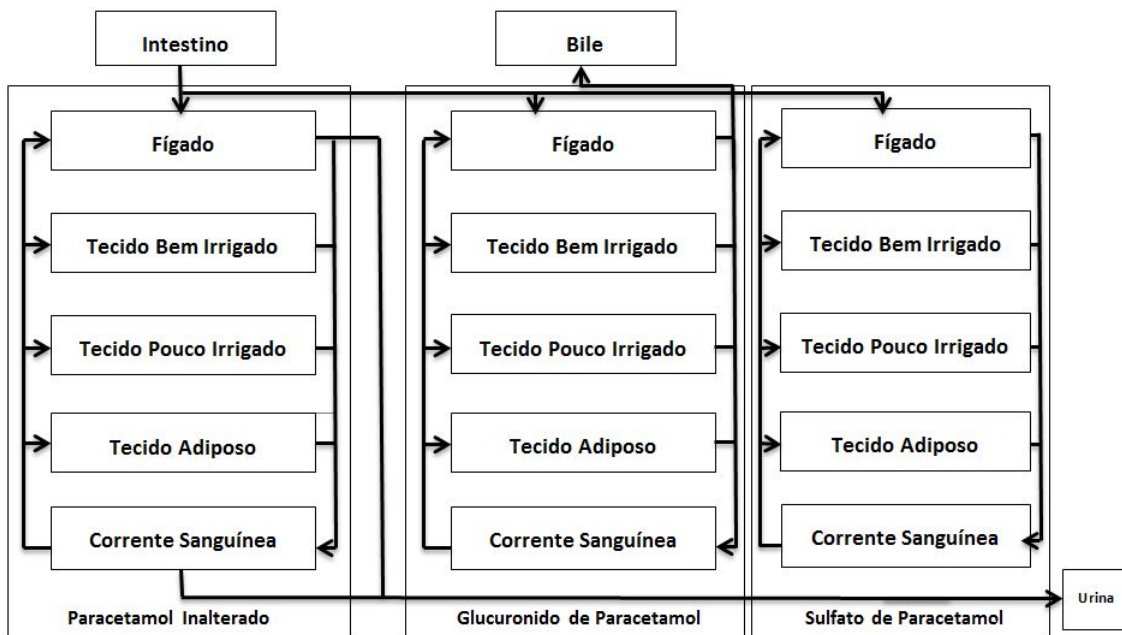 Intestino
Bile
Fígado
Fígado
Fígado
Tecido Bem Irrigado
Tecido Bem Irrigado
Tecido Bem Irrigado
Tecido Pouco Irrigado
Tecido Pouco Irrigado
Tecido Pouco Irrigado
Tecido Adiposo
Tecido Adiposo
Tecido Adiposo
Corrente Sanguínea
Corrente Sanguínea
Corrente Sanguínea
Urina
Paracetamol Inalterado
Glucuronido de Paracetamol
Sulfato de Paracetamol